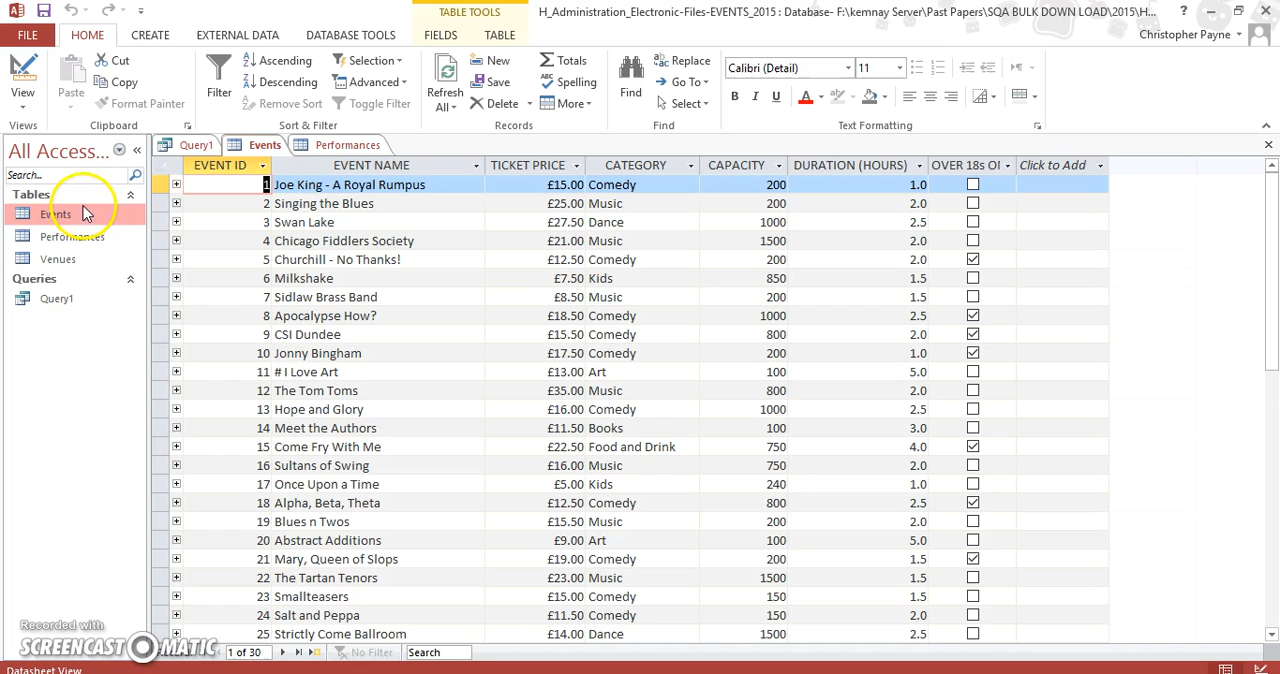 TABLE TOOLS
H_Administration_Electronic-Files-EVENTS_2015 : Database- F:\kemnay Server\Past Papers\SQA BULK DOWN LOAD\2015\H...
FILE HOME CREATE EXTERNAL DATA DATABASE TOOLS FIELDS TABLE Christopher Payne
View Paste Cut Copy Format Painter
Filter Ascending Descending Remove Sort Selection Advanced Toggle Filter
Refresh All New Save Delete Totals Spelling More
Find Replace Go To Select
Calibri (Detail) 11
B I U A
Views Clipboard Sort & Filter Records Find Text Formatting
All Access...
Search...
Tables
Events
Performances
Venues
Queries
Query1
Query1 Events Performances
EVENT ID EVENT NAME TICKET PRICE CATEGORY CAPACITY DURATION (HOURS) OVER 18s Ol Click to Add
1 Joe King - A Royal Rumpus £15.00 Comedy 200 1.0
2 Singing the Blues £25.00 Music 200 2.0
3 Swan Lake £27.50 Dance 1000 2.5
4 Chicago Fiddlers Society £21.00 Music 1500 2.0
5 Churchill - No Thanks! £12.50 Comedy 200 2.0
6 Milkshake £7.50 Kids 850 1.5
7 Sidlaw Brass Band £8.50 Music 200 1.5
8 Apocalypse How? £18.50 Comedy 1000 2.5
9 CSI Dundee £15.50 Comedy 800 2.0
10 Jonny Bingham £17.50 Comedy 200 1.0
11 # I Love Art £13.00 Art 100 5.0
12 The Tom Toms £35.00 Music 800 2.0
13 Hope and Glory £16.00 Comedy 1000 2.5
14 Meet the Authors £11.50 Books 100 3.0
15 Come Fry With Me £22.50 Food and Drink 750 4.0
16 Sultans of Swing £16.00 Music 750 2.0
17 Once Upon a Time £5.00 Kids 240 1.0
18 Alpha, Beta, Theta £12.50 Comedy 800 2.5
19 Blues n Twos £15.50 Music 200 2.0
20 Abstract Additions £9.00 Art 100 5.0
21 Mary, Queen of Slops £19.00 Comedy 200 1.5
22 The Tartan Tenors £23.00 Music 1500 2.0
23 Smallteasers £15.00 Comedy 150 1.0
24 Salt and Peppa £11.50 Comedy 150 2.0
25 Strictly Come Ballroom £14.00 Dance 1500 2.5
Recorded with
SCREENCAST MATIC
1 of 30 No Filter Search
Datasheet View